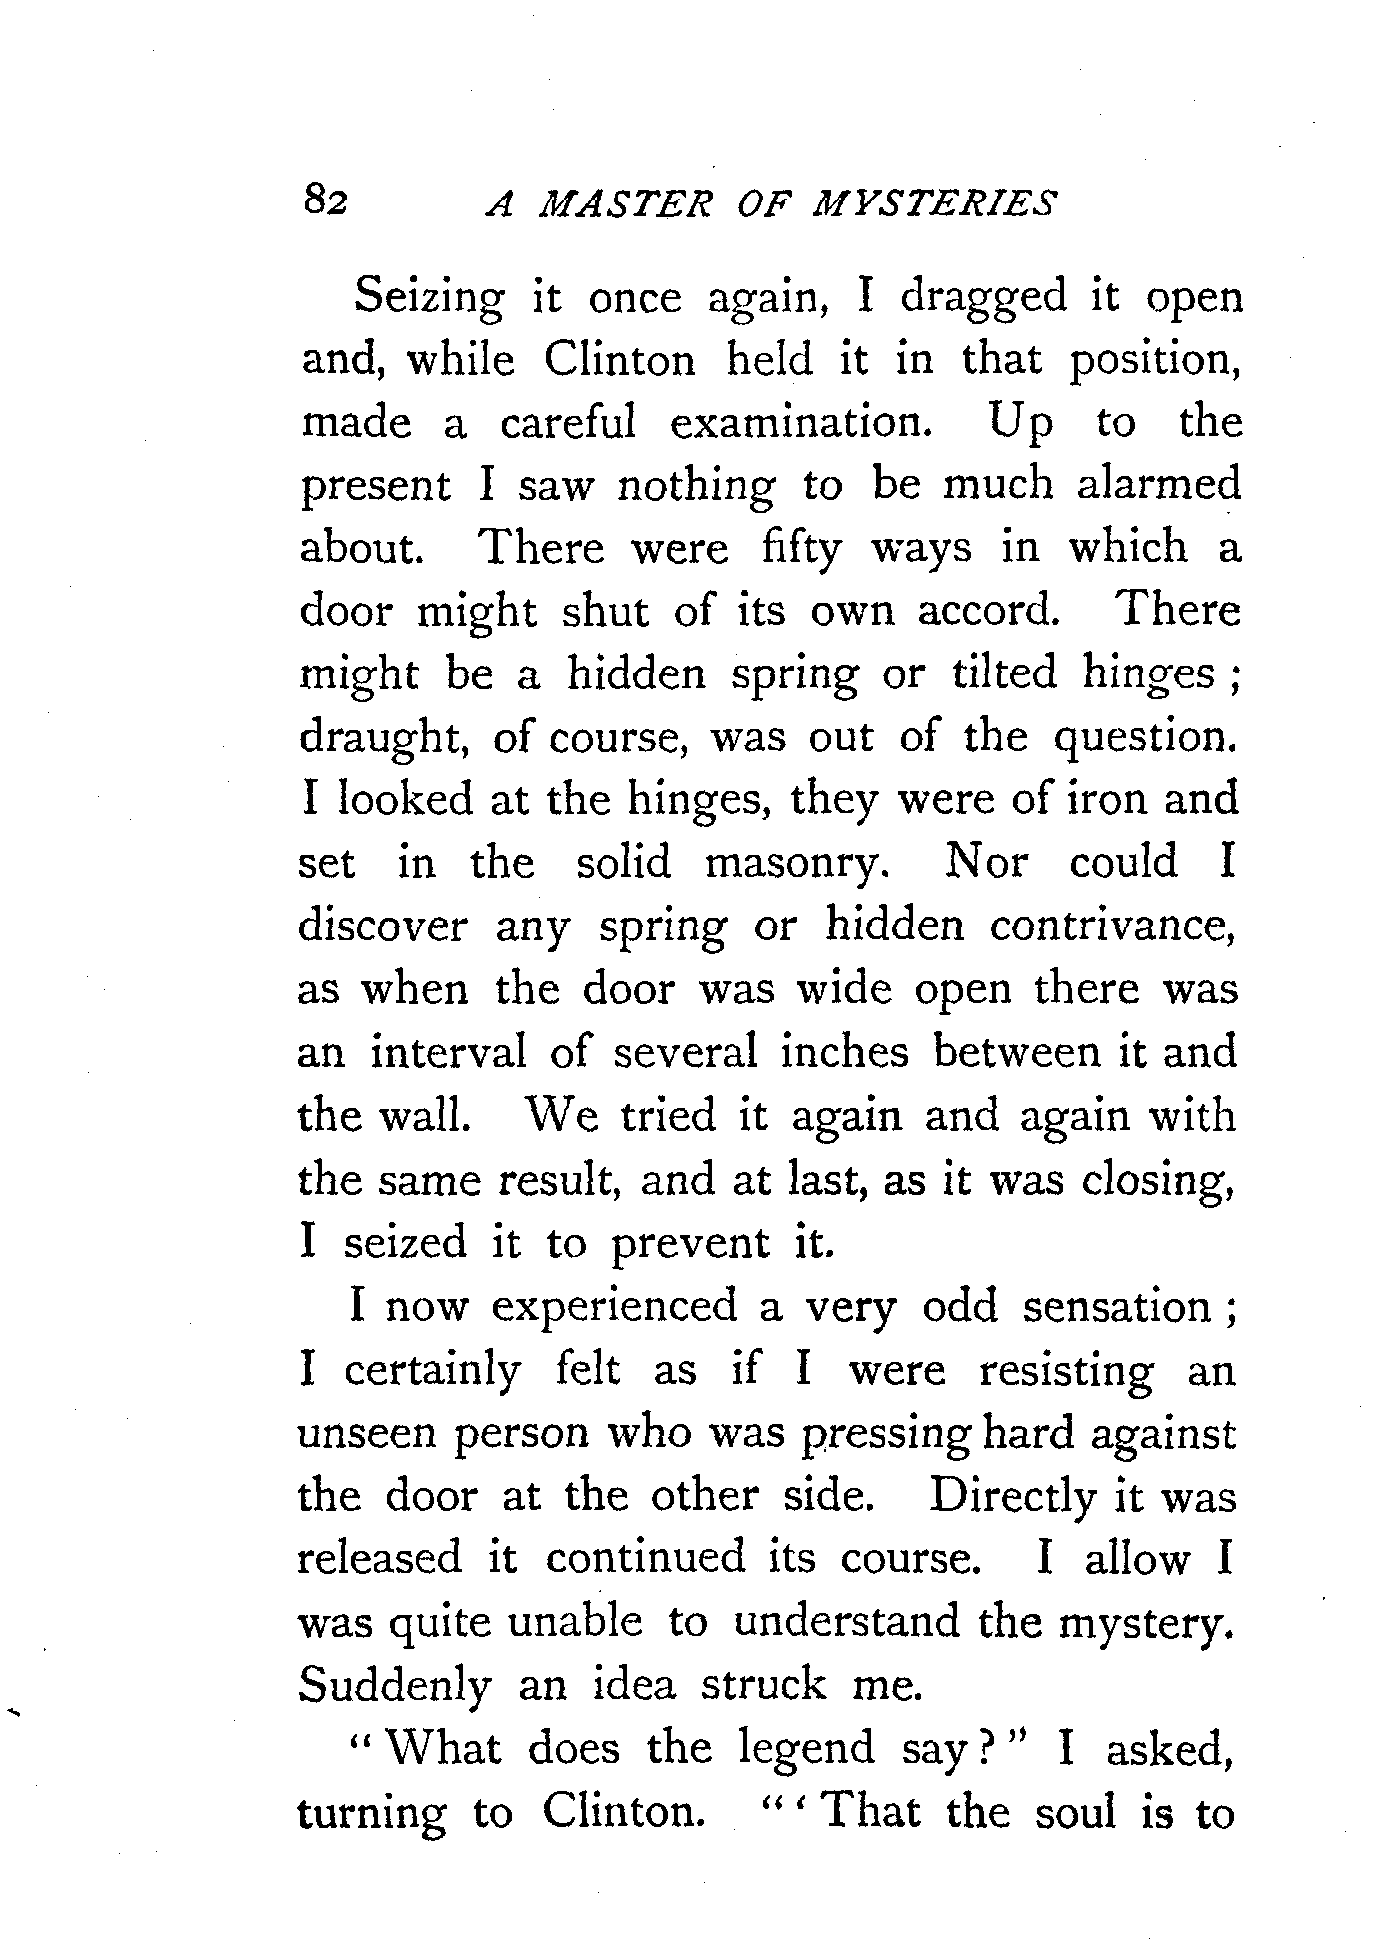 82 A MASTER OF MYSTERIES
Seizing it once again, I dragged it open
and, while Clinton held it in that position,
made a careful examination. Up to the
present I saw nothing to be much alarmed
about. There were fifty ways in which a
door might shut of its own accord. There
might be a hidden spring or tilted hinges ;
draught, of course, was out of the question.
I looked at the hinges, they were of iron and
set in the solid masonry. Nor could I
discover any spring or hidden contrivance,
as when the door was wide open there was
an interval of several inches between it and
the wall. We tried it again and again with
the same result, and at last, as it was closing,
I seized it to prevent it.
I now experienced a very odd sensation ;
I certainly felt as if I were resisting an
unseen person who was pressing hard against
the door at the other side. Directly it was
released it continued its course. I allow I
was quite unable to understand the mystery.
Suddenly an idea struck me.
“ What does the legend say ? ” I asked,
turning to Clinton. “ ‘ That the soul is to